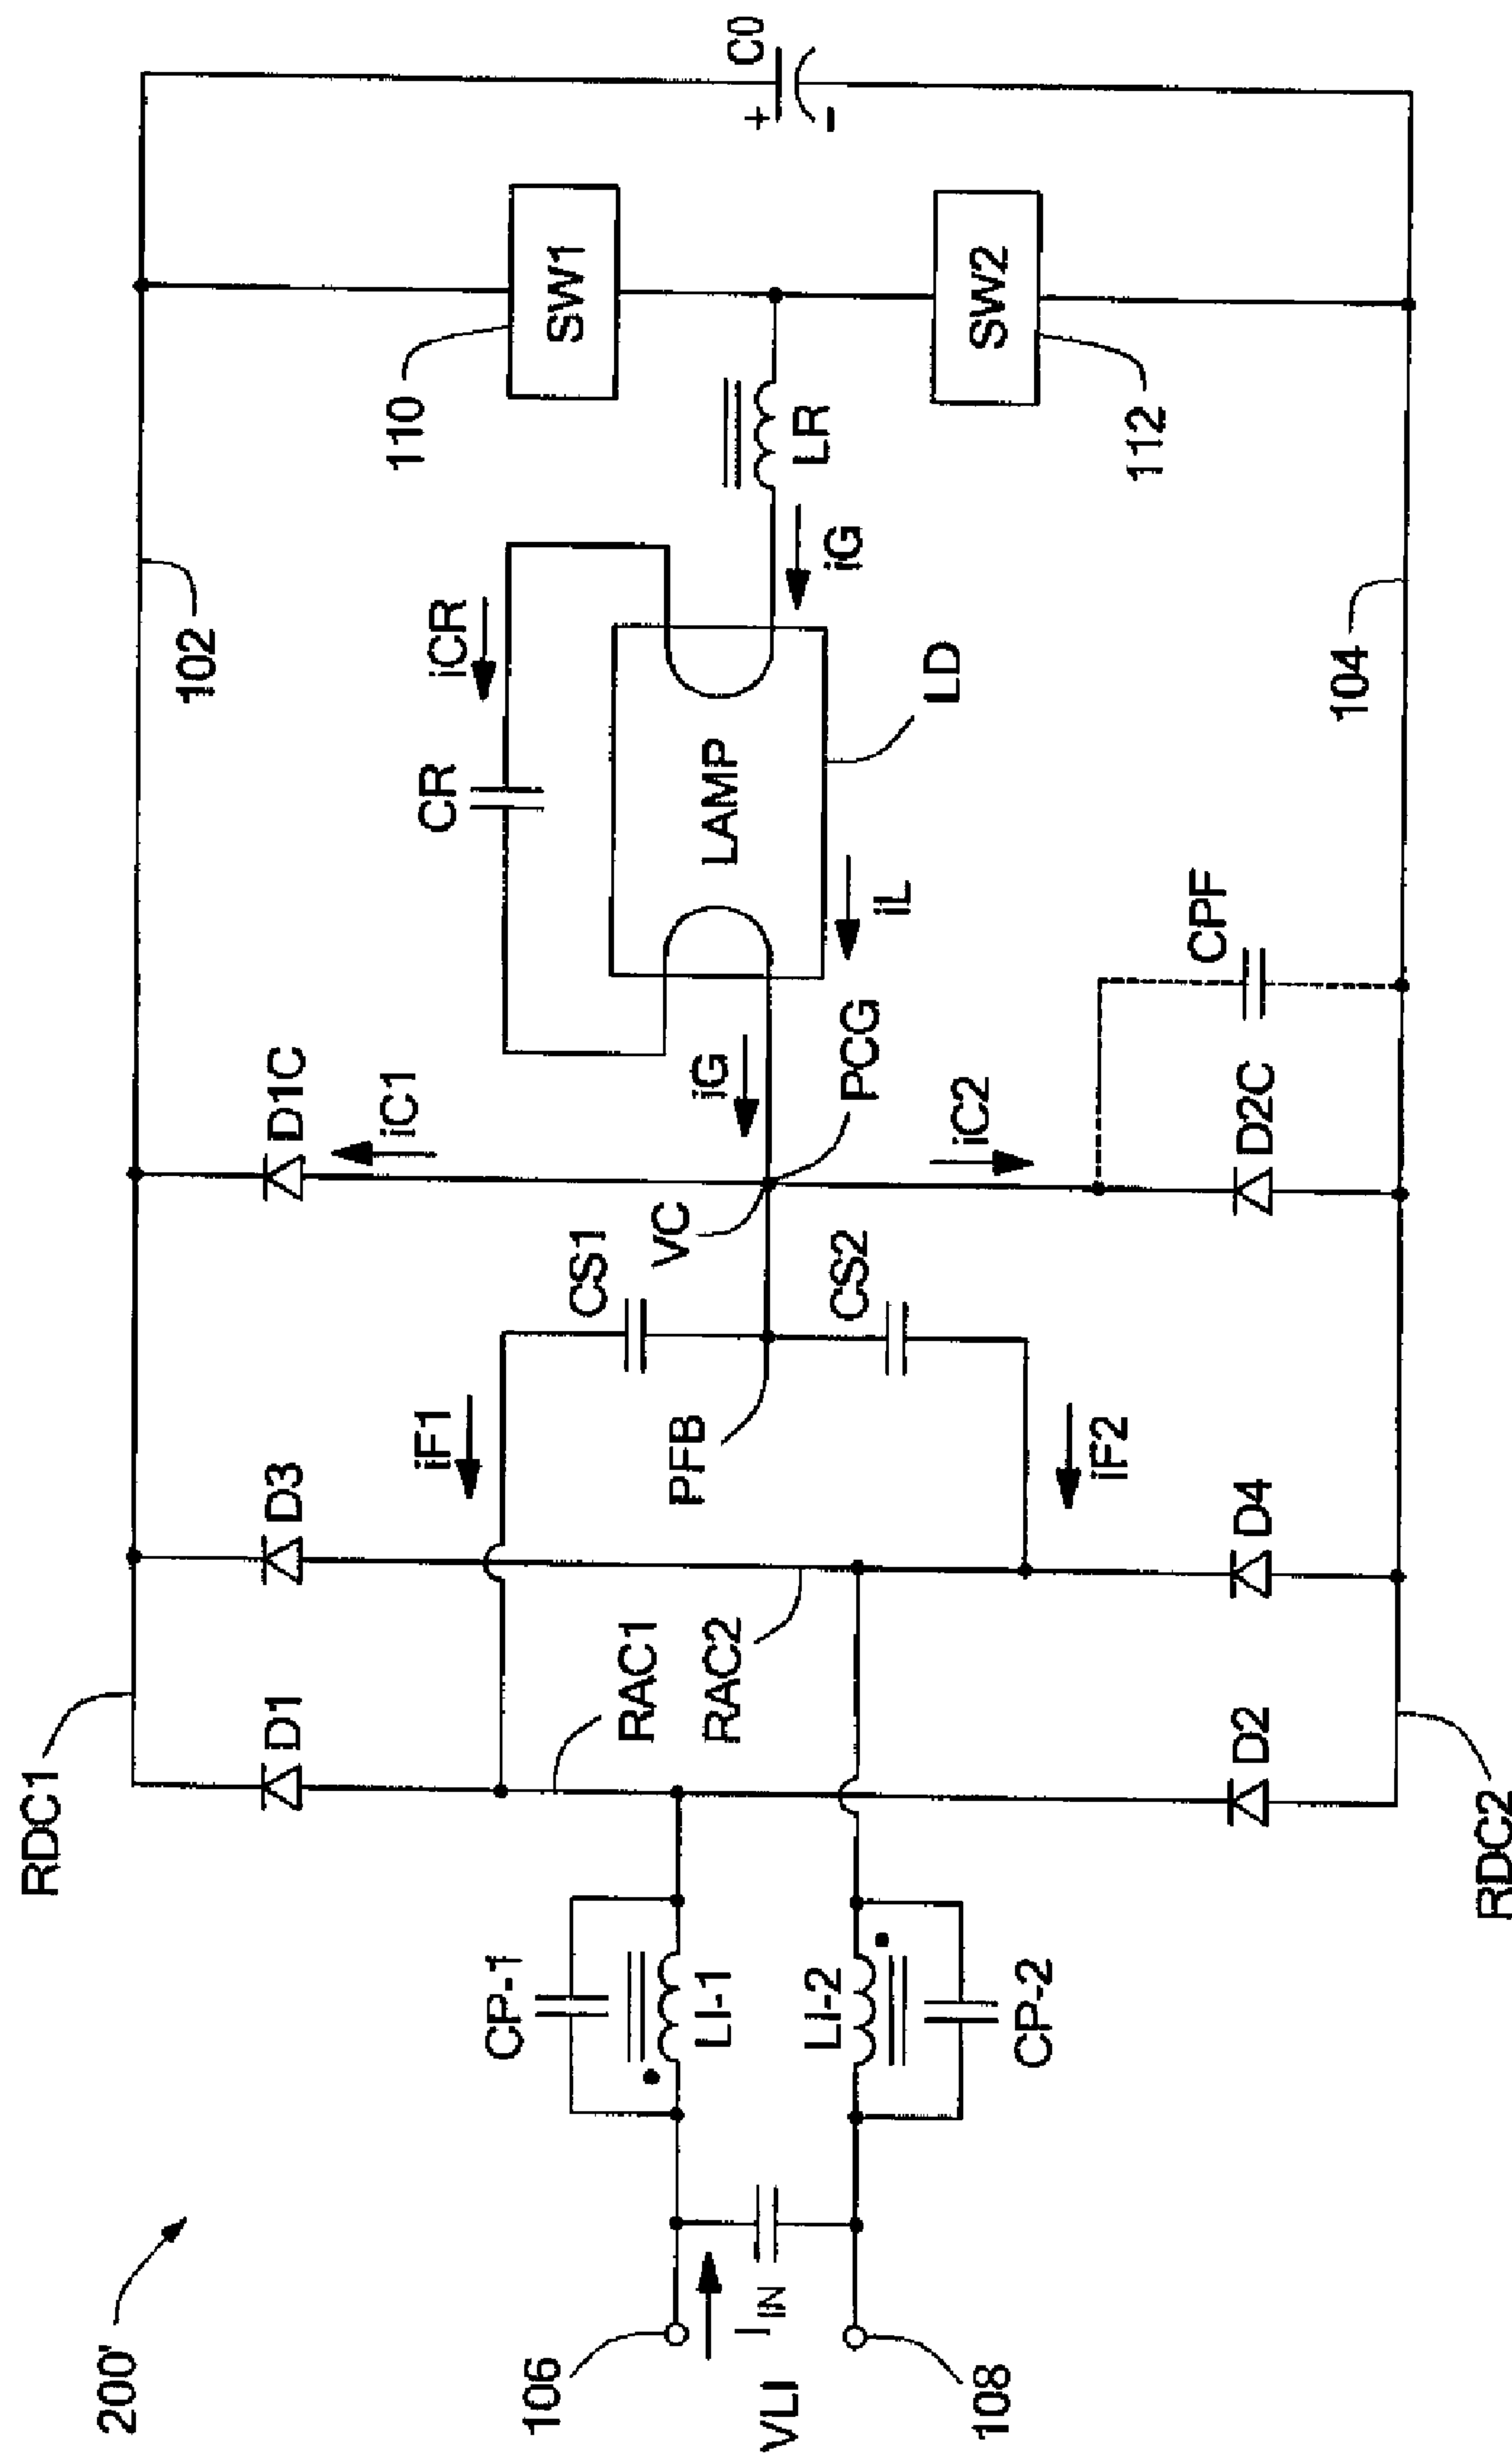 200'
106
108
VLI
IIN
CP-1
LI-1
LI-2
CP-2
RDC1
RDC2
D1
D2
RAC1
RAC2
D3
D4
iF1
iF2
PFB
CS1
CS2
VC
D1C
iC1
iC2
D2C
PCG
iG
CPF
CR
iCR
LAMP
iL
LD
102
104
iG
LR
110
112
SW1
SW2
C0
+
-